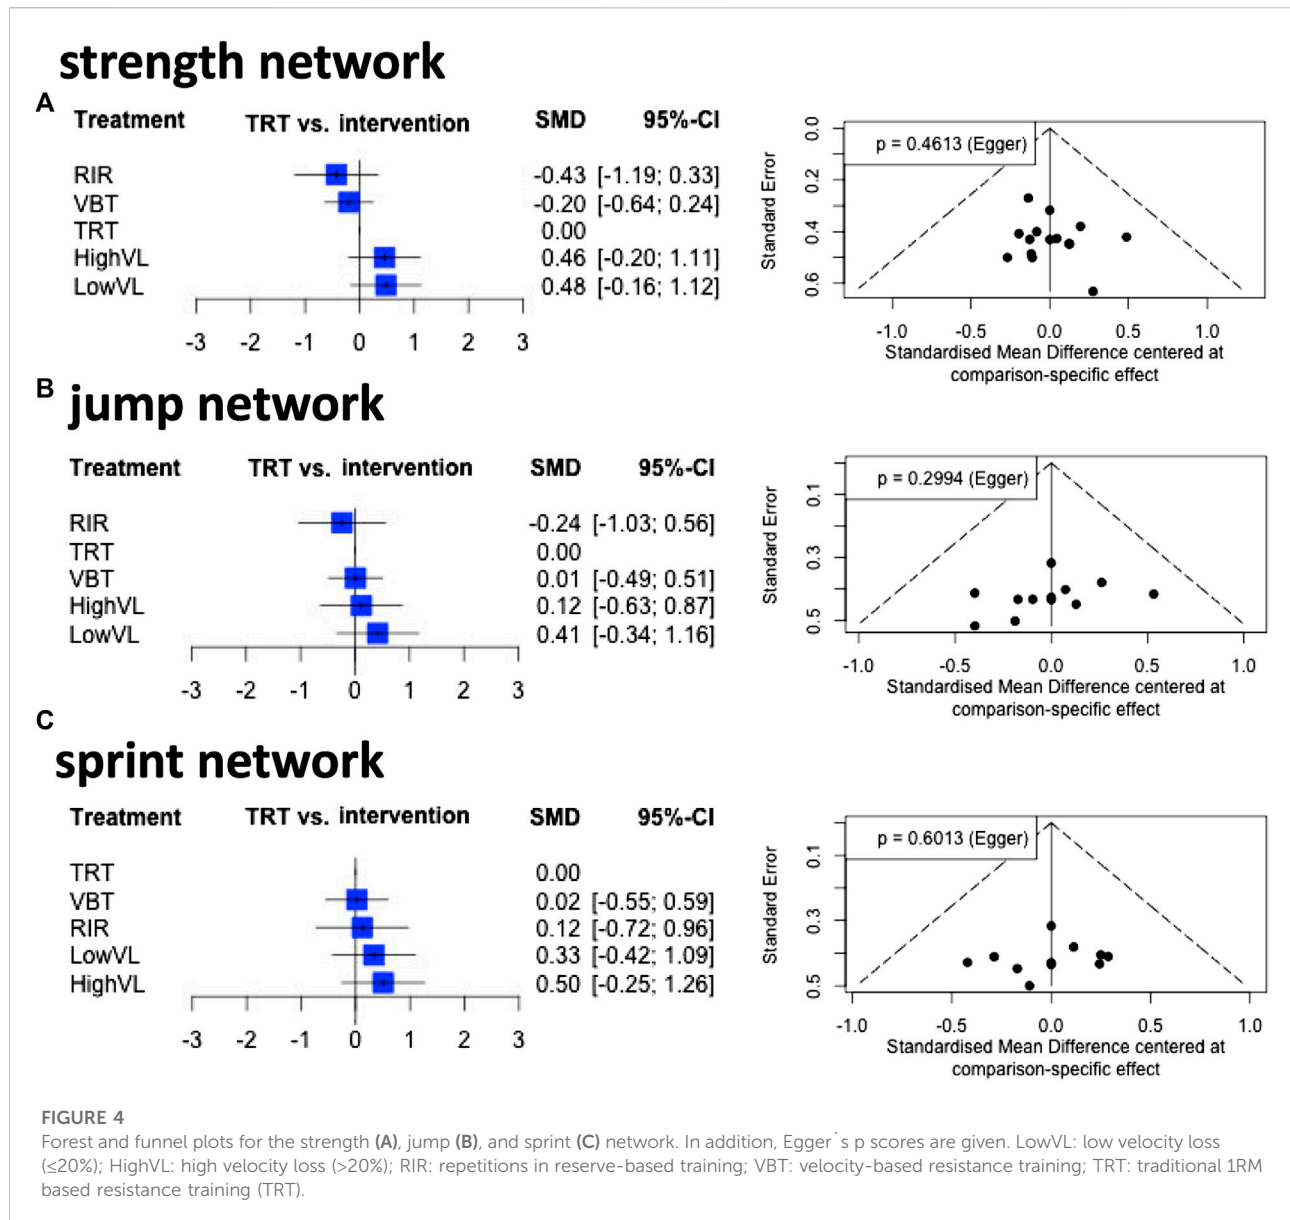 strength network
A
Treatment TRT vs. intervention SMD 95%-CI
RIR -0.43 [-1.19; 0.33]
VBT -0.20 [-0.64; 0.24]
TRT 0.00
HighVL 0.46 [-0.20; 1.11]
LowVL 0.48 [-0.16; 1.12]
-3 -2 -1 0 1 2 3
p = 0.4613 (Egger)
Standard Error
0.0
0.2
0.4
0.6
-1.0 -0.5 0.0 0.5 1.0
Standardised Mean Difference centered at
comparison-specific effect
B
jump network
Treatment TRT vs. intervention SMD 95%-CI
RIR -0.24 [-1.03; 0.56]
TRT 0.00
VBT 0.01 [-0.49; 0.51]
HighVL 0.12 [-0.63; 0.87]
LowVL 0.41 [-0.34; 1.16]
-3 -2 -1 0 1 2 3
p = 0.2994 (Egger)
Standard Error
0.1
0.3
0.5
-1.0 -0.5 0.0 0.5 1.0
Standardised Mean Difference centered at
comparison-specific effect
C
sprint network
Treatment TRT vs. intervention SMD 95%-CI
TRT 0.00
VBT 0.02 [-0.55; 0.59]
RIR 0.12 [-0.72; 0.96]
LowVL 0.33 [-0.42; 1.09]
HighVL 0.50 [-0.25; 1.26]
-3 -2 -1 0 1 2 3
p = 0.6013 (Egger)
Standard Error
0.1
0.3
0.5
-1.0 -0.5 0.0 0.5 1.0
Standardised Mean Difference centered at
comparison-specific effect
FIGURE 4
Forest and funnel plots for the strength (A), jump (B), and sprint (C) network. In addition, Egger´s p scores are given. LowVL: low velocity loss
(≤20%); HighVL: high velocity loss (>20%); RIR: repetitions in reserve-based training; VBT: velocity-based resistance training; TRT: traditional 1RM
based resistance training (TRT).